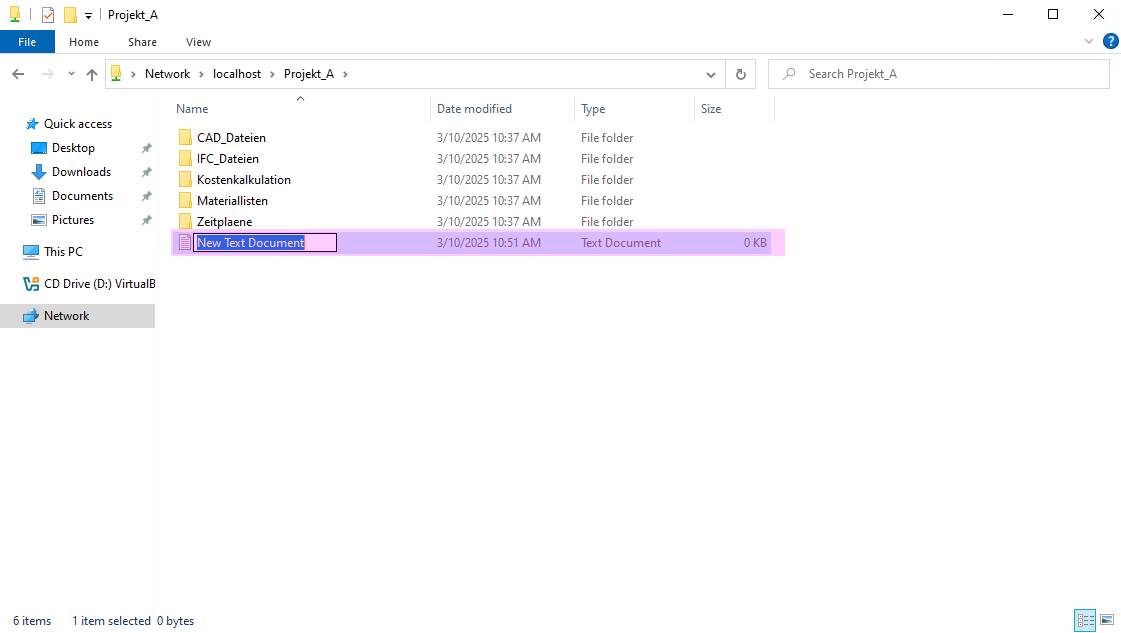 Projekt_A
File Home Share View
Network localhost Projekt_A Search Projekt_A
Name Date modified Type Size
Quick access
Desktop
Downloads
Documents
Pictures
This PC
CD Drive (D:) VirtualB
Network
CAD_Dateien 3/10/2025 10:37 AM File folder
IFC_Dateien 3/10/2025 10:37 AM File folder
Kostenkalkulation 3/10/2025 10:37 AM File folder
Materiallisten 3/10/2025 10:37 AM File folder
Zeitplaene 3/10/2025 10:37 AM File folder
New Text Document 3/10/2025 10:51 AM Text Document 0 KB
6 items 1 item selected 0 bytes